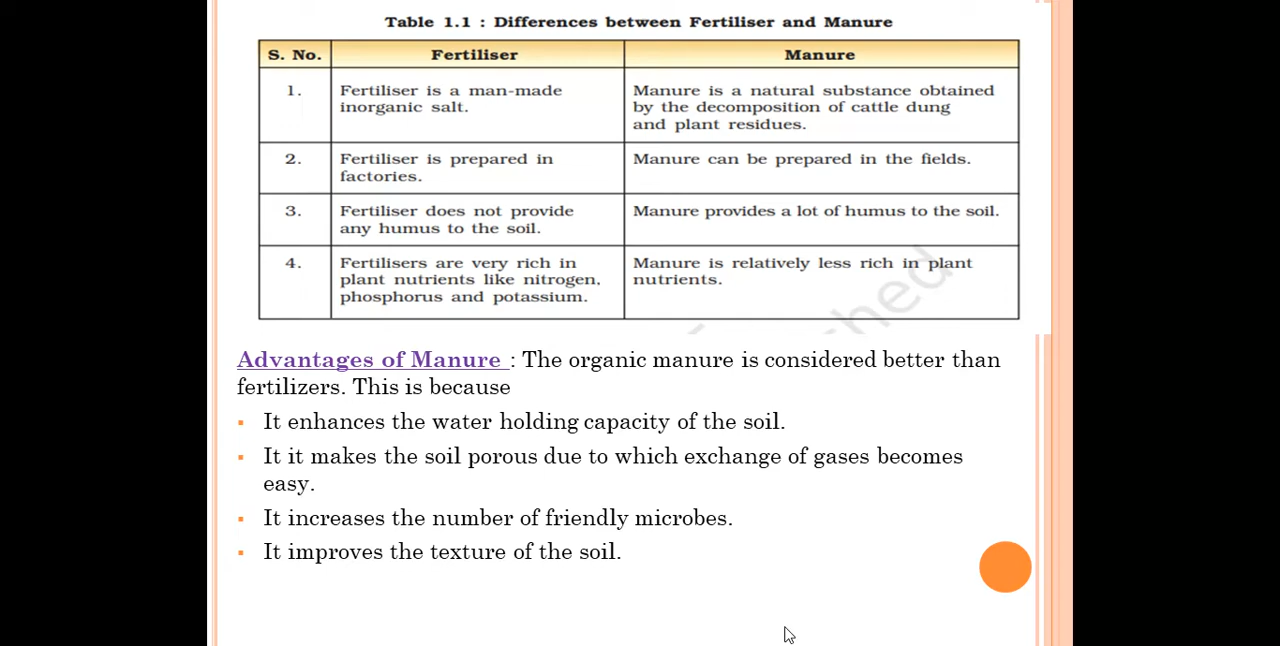 Table 1.1 : Differences between Fertiliser and Manure
S. No. Fertiliser Manure
1. Fertiliser is a man-made Manure is a natural substance obtained
inorganic salt. by the decomposition of cattle dung
and plant residues.
2. Fertiliser is prepared in Manure can be prepared in the fields.
factories.
3. Fertiliser does not provide Manure provides a lot of humus to the soil.
any humus to the soil.
4. Fertilisers are very rich in Manure is relatively less rich in plant
plant nutrients like nitrogen, nutrients.
phosphorus and potassium.
Advantages of Manure : The organic manure is considered better than
fertilizers. This is because
▪ It enhances the water holding capacity of the soil.
▪ It it makes the soil porous due to which exchange of gases becomes
easy.
▪ It increases the number of friendly microbes.
▪ It improves the texture of the soil.